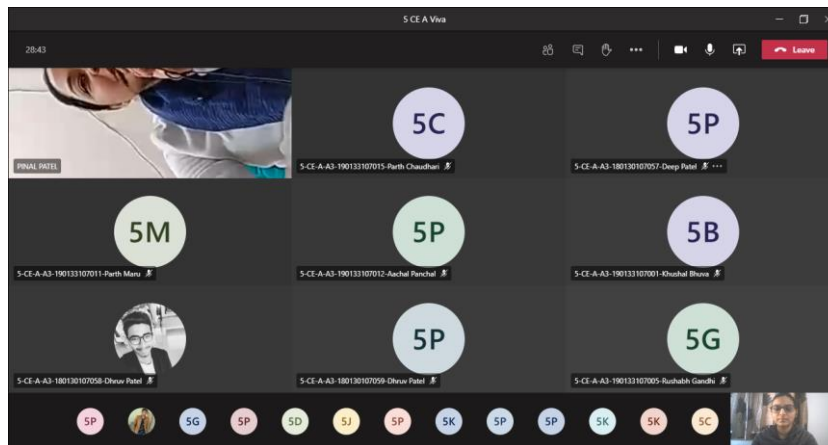 5 CE A Viva
28:43
Leave
PINAL PATEL
5C
5-CE-A-A3-190133107015-Parth Chaudhari
5P
5-CE-A-A3-180130107057-Deep Patel
5M
5-CE-A-A3-190133107011-Parth Maru
5P
5-CE-A-A3-190133107012-Aachal Panchal
5B
5-CE-A-A3-190133107001-Khushal Bhuva
5-CE-A-A3-180130107058-Dhruv Patel
5P
5-CE-A-A3-180130107059-Dhruv Patel
5G
5-CE-A-A3-190133107005-Rushabh Gandhi
5P 5G 5P 5D 5J 5P 5K 5P 5P 5K 5K 5C